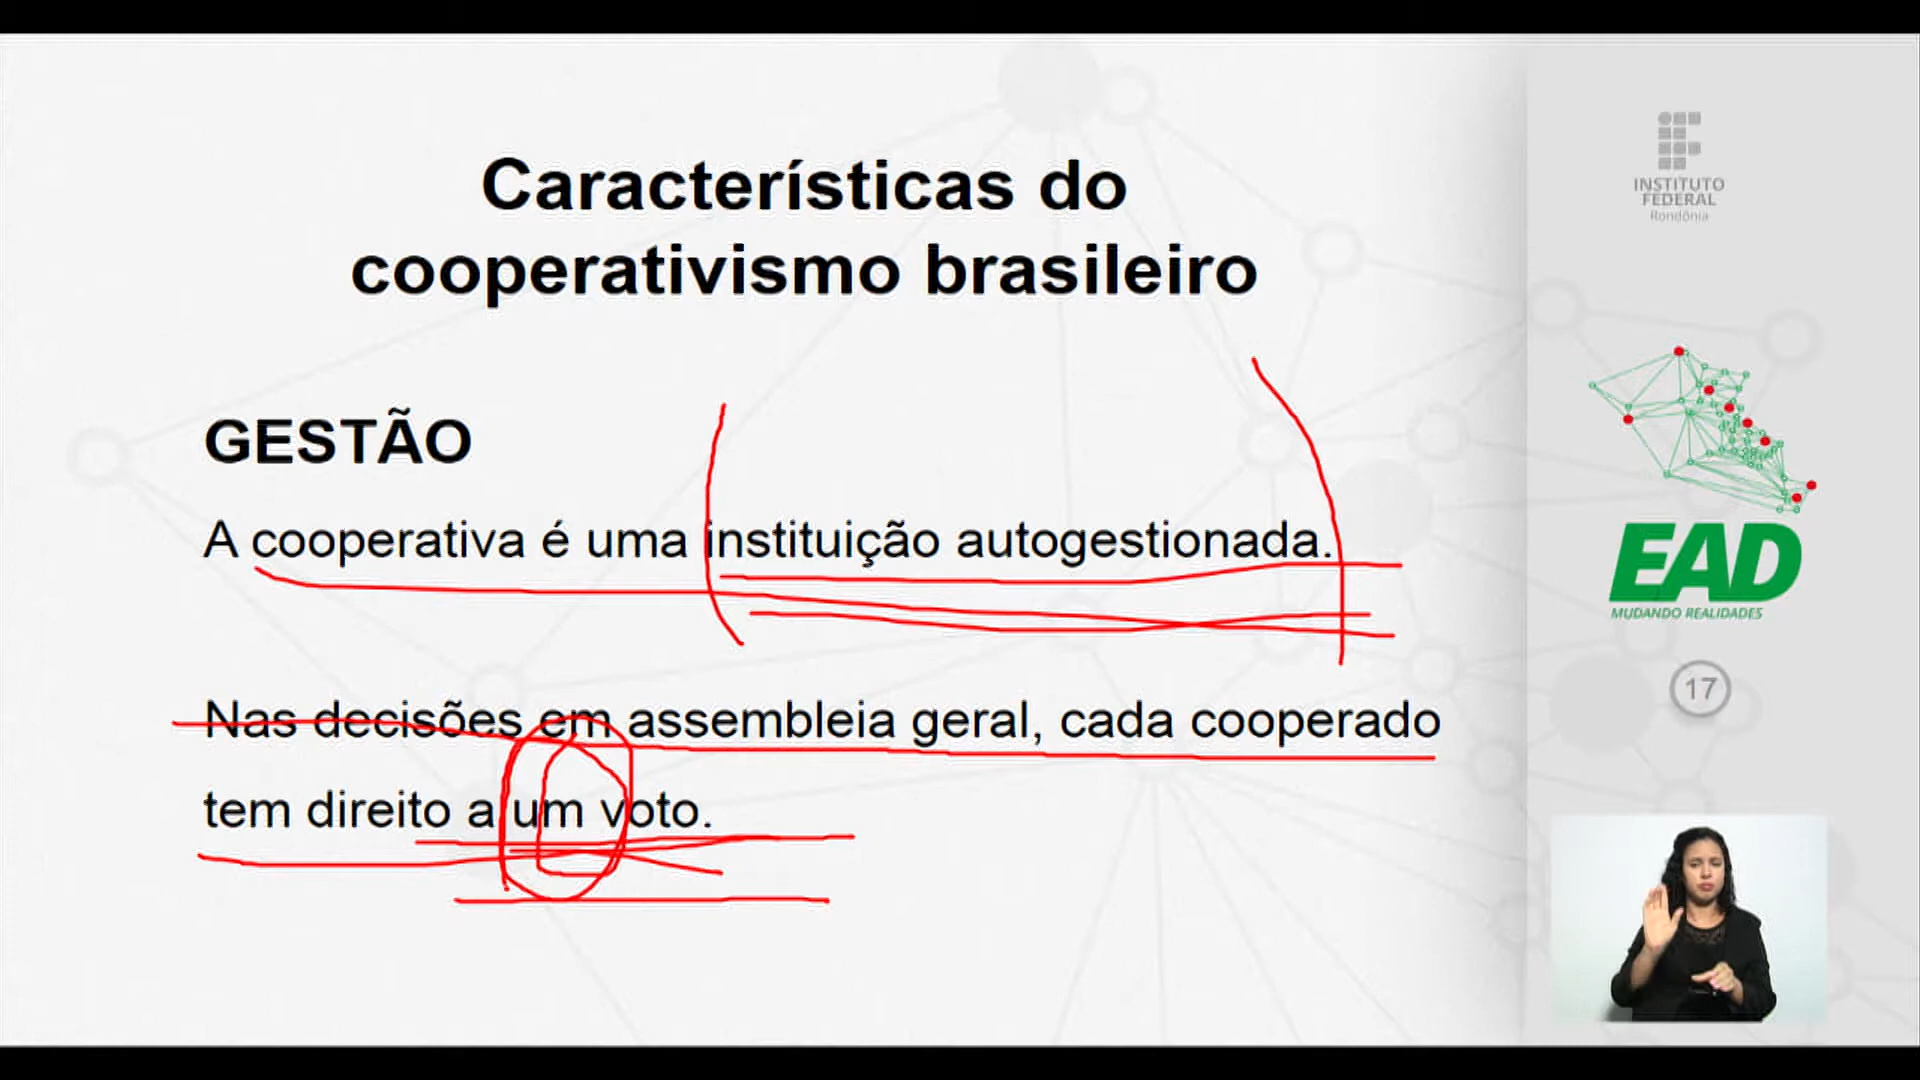 Características do
cooperativismo brasileiro
GESTÃO
A cooperativa é uma instituição autogestionada.
Nas decisões em assembleia geral, cada cooperado
tem direito a um voto.
INSTITUTO
FEDERAL
Rondônia
EAD
MUDANDO REALIDADES
17